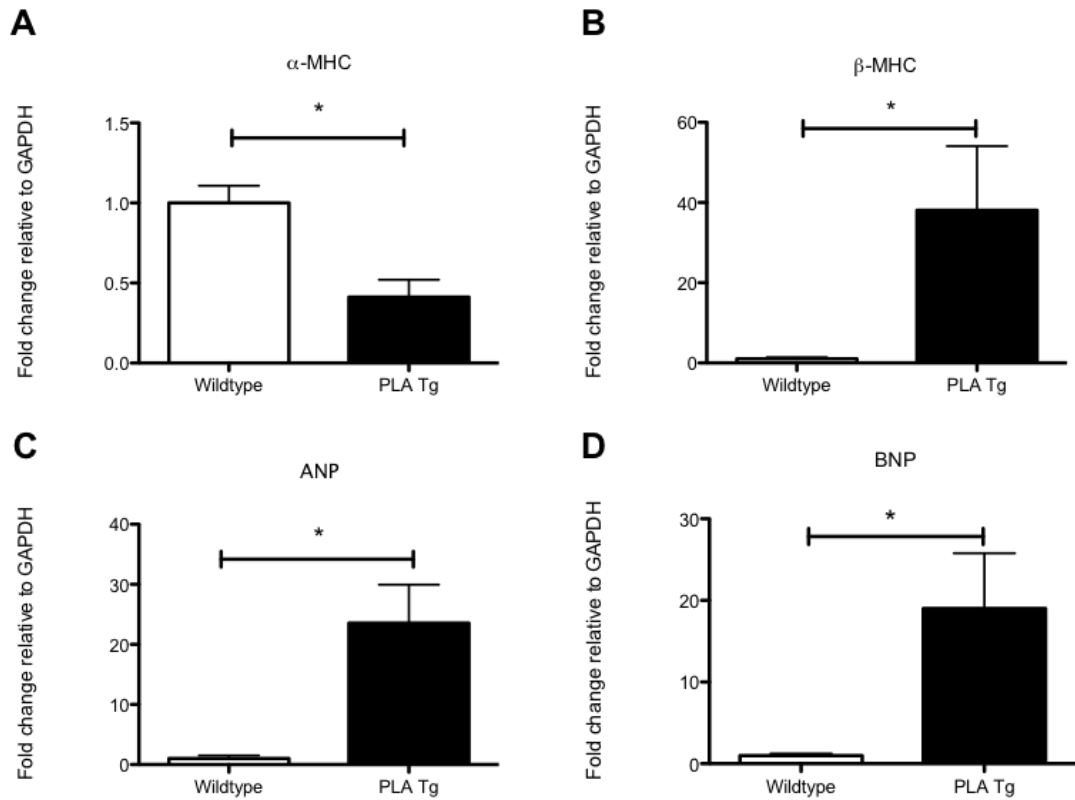 A
α-MHC
Fold change relative to GAPDH
1.5
1.0
0.5
0.0
*
Wildtype
PLA Tg
B
β-MHC
Fold change relative to GAPDH
60
40
20
0
*
Wildtype
PLA Tg
C
ANP
Fold change relative to GAPDH
40
30
20
10
0
*
Wildtype
PLA Tg
D
BNP
Fold change relative to GAPDH
30
20
10
0
*
Wildtype
PLA Tg